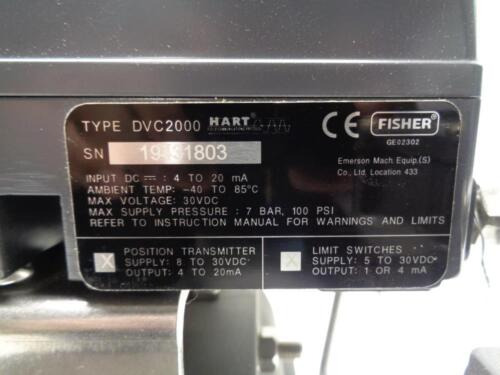 TYPE DVC2000 HART
CE FISHER
GE02302
SN 19131803
Emerson Mach. Equip.(S)
Co., Ltd. Location 433
INPUT DC⎓: 4 TO 20 mA
AMBIENT TEMP: -40 TO 85°C
MAX VOLTAGE: 30VDC
MAX SUPPLY PRESSURE : 7 BAR, 100 PSI
REFER TO INSTRUCTION MANUAL FOR WARNINGS AND LIMITS
X POSITION TRANSMITTER
SUPPLY: 8 TO 30VDC
OUTPUT: 4 TO 20mA
X LIMIT SWITCHES
SUPPLY: 5 TO 30VDC
OUTPUT: 1 OR 4 mA